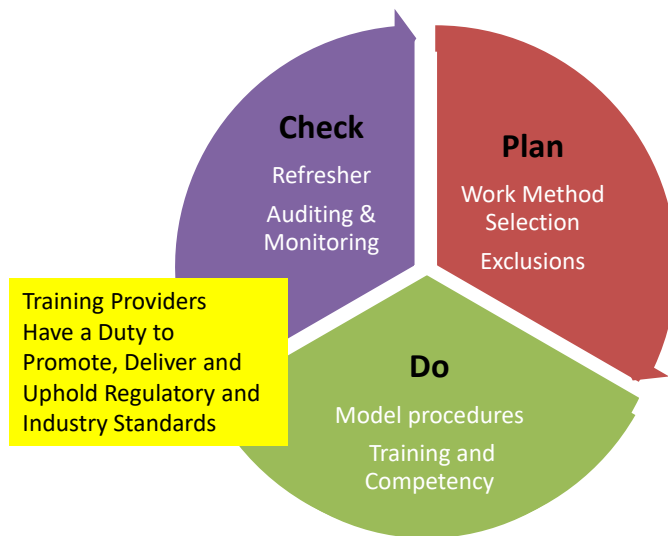 Check
Refresher
Auditing &
Monitoring
Plan
Work Method
Selection
Exclusions
Training Providers
Have a Duty to
Promote, Deliver and
Uphold Regulatory and
Industry Standards
Do
Model procedures
Training and
Competency